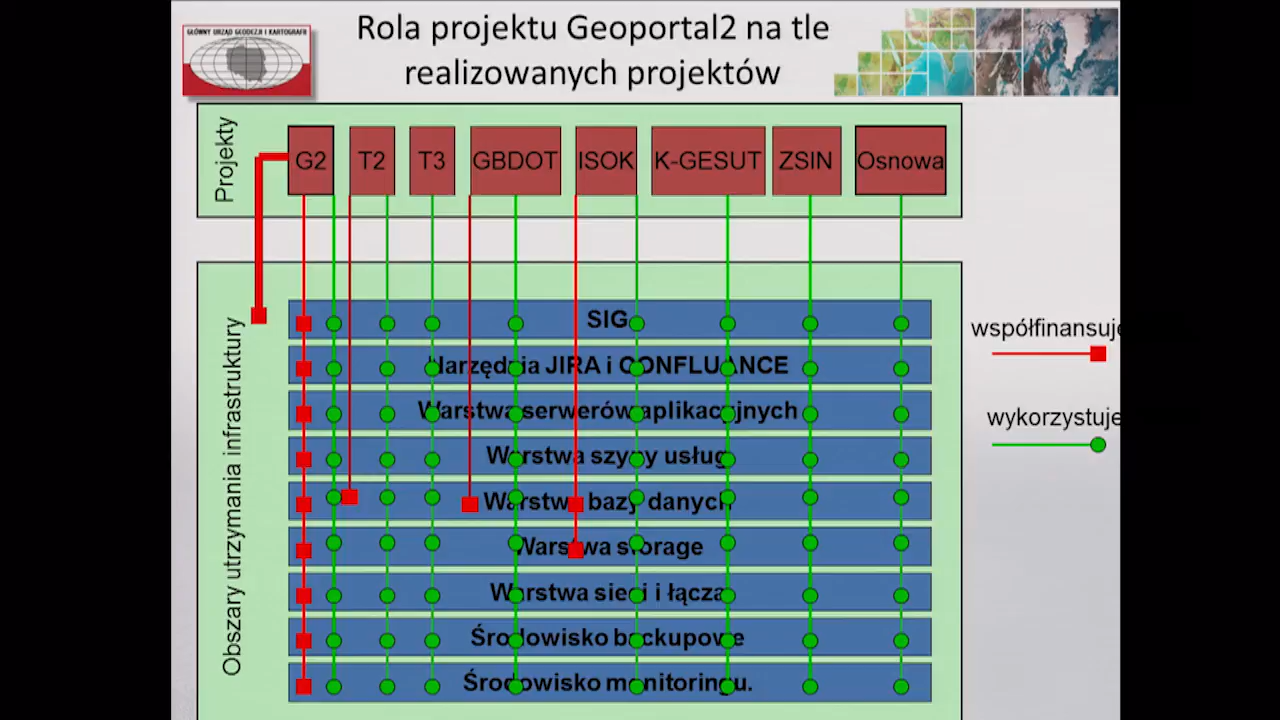 GŁÓWNY URZĄD GEODEZJI I KARTOGRAFII
Rola projektu Geoportal2 na tle
realizowanych projektów
Projekty
G2
T2
T3
GBDOT
ISOK
K-GESUT
ZSIN
Osnowa
Obszary utrzymania infrastruktury
SIG
Narzędzia JIRA i CONFLUANCE
Warstwa serwerów aplikacyjnych
Warstwa szyny usług
Warstwa bazy danych
Warstwa storage
Warstwa sieci i łącza
Środowisko backupowe
Środowisko monitoringu.
współfinansuje
wykorzystuje